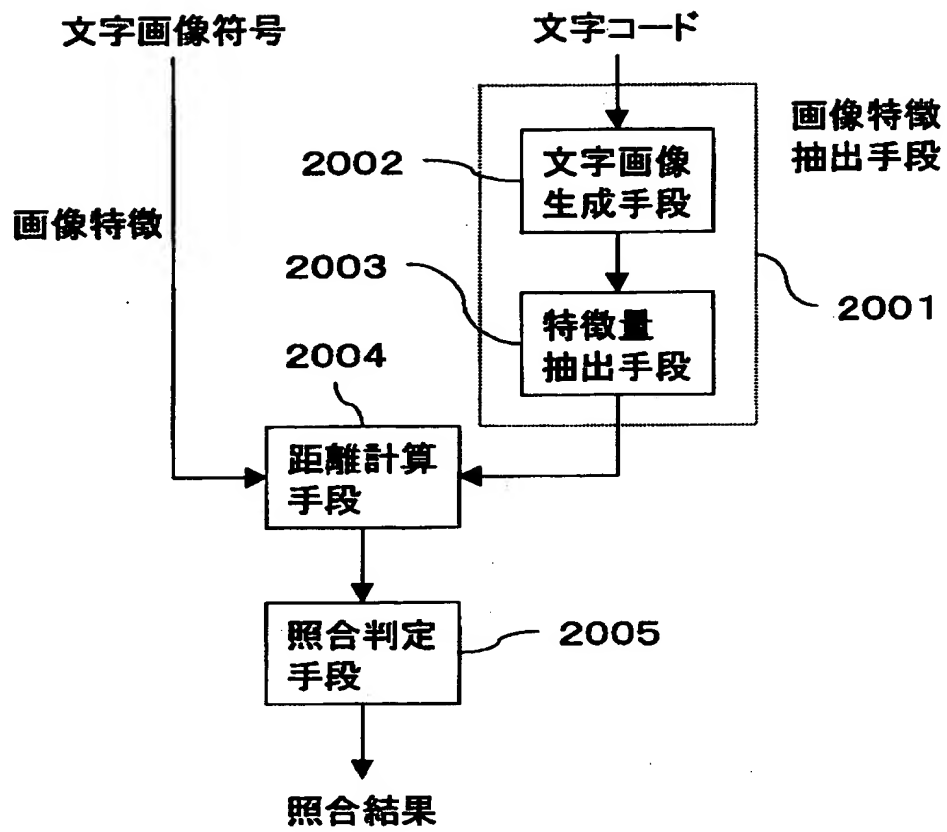 文字画像符号
文字コード
画像特徴
抽出手段
2002
文字画像
生成手段
画像特徴
2003
特徴量
抽出手段
2001
2004
距離計算
手段
照合判定
手段
2005
照合結果